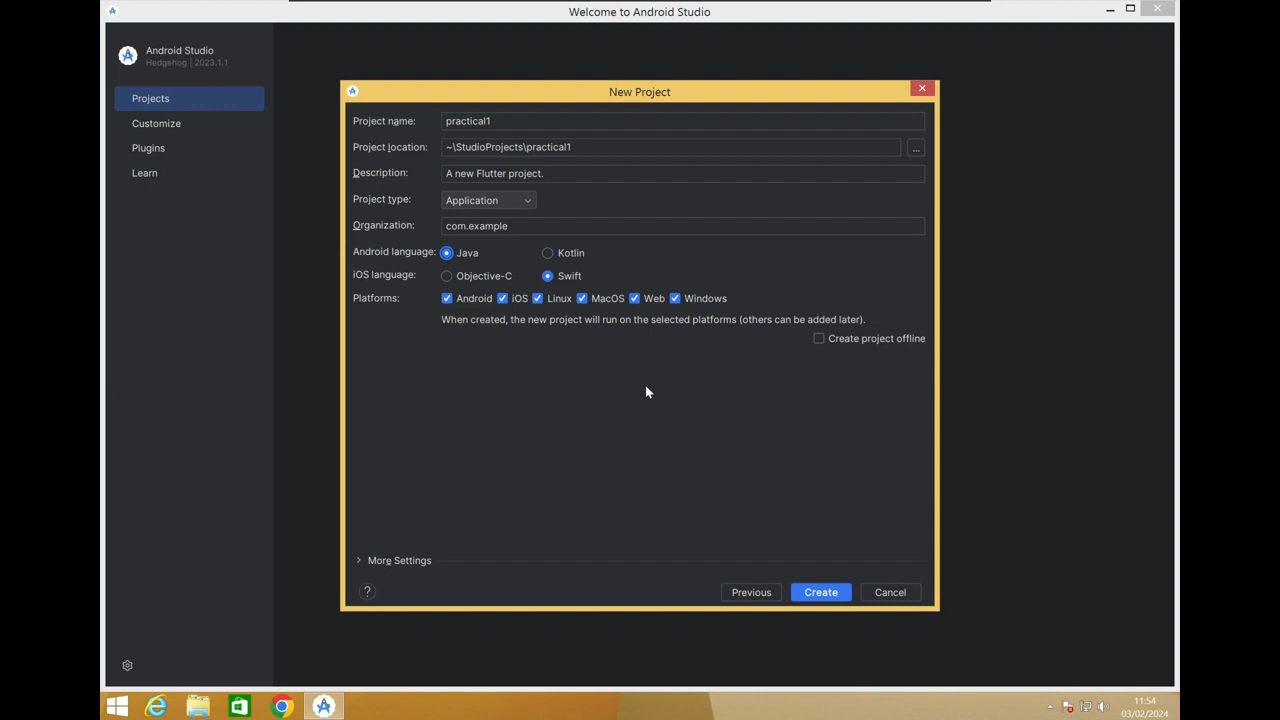 Welcome to Android Studio
Android Studio
Hedgehog | 2023.1.1
Projects
Customize
Plugins
Learn
New Project
Project name: practical1
Project location: ~\StudioProjects\practical1 ...
Description: A new Flutter project.
Project type: Application
Organization: com.example
Android language: Java Kotlin
iOS language: Objective-C Swift
Platforms: Android iOS Linux MacOS Web Windows
When created, the new project will run on the selected platforms (others can be added later).
Create project offline
More Settings
? Previous Create Cancel
11:54
03/02/2024